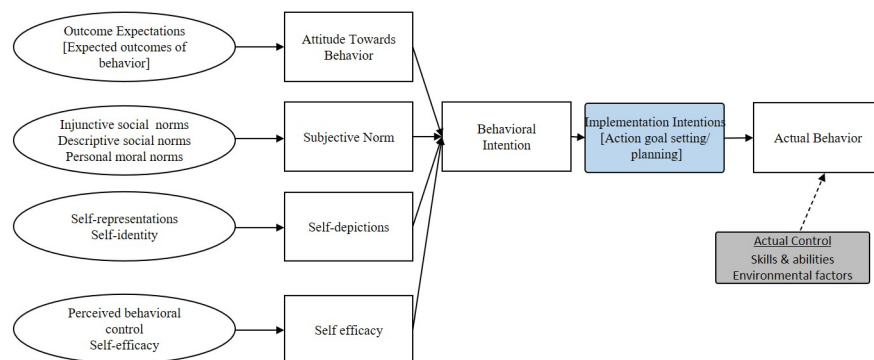 Outcome Expectations
[Expected outcomes of
behavior]
Attitude Towards
Behavior
Injunctive social norms
Descriptive social norms
Personal moral norms
Subjective Norm
Behavioral
Intention
Implementation Intentions
[Action goal setting/
planning]
Actual Behavior
Self-representations
Self-identity
Self-depictions
Actual Control
Skills & abilities
Environmental factors
Perceived behavioral
control
Self-efficacy
Self efficacy